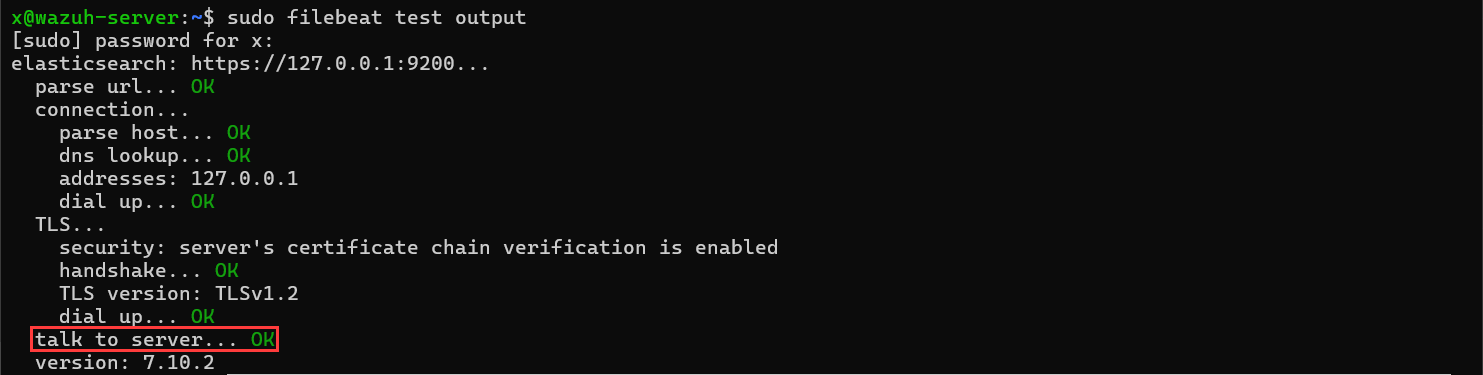 x@wazuh-server:~$ sudo filebeat test output
[sudo] password for x:
elasticsearch: https://127.0.0.1:9200...
  parse url... OK
  connection...
    parse host... OK
    dns lookup... OK
    addresses: 127.0.0.1
    dial up... OK
  TLS...
    security: server's certificate chain verification is enabled
    handshake... OK
    TLS version: TLSv1.2
    dial up... OK
  talk to server... OK
  version: 7.10.2